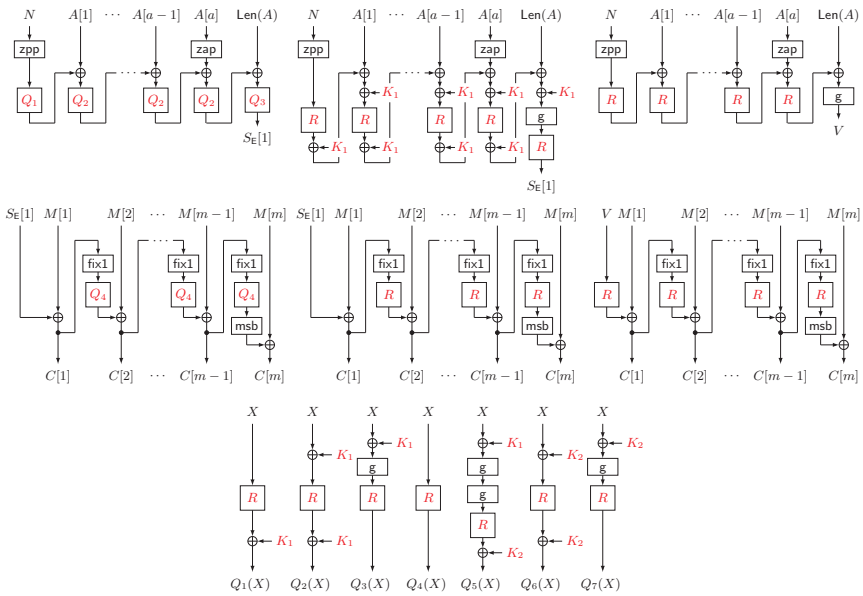 N A[1] A[a−1] A[a] Len(A) N A[1] A[a−1] A[a] Len(A) N A[1] A[a−1] A[a] Len(A)
zpp zap zpp zap zpp zap
··· ··· ···
K₁ K₁ K₁ K₁
Q₁ Q₂ Q₂ Q₂ Q₃ R R R R g R R R R g
S_E[1] V
K₁ K₁ K₁ K₁ R
S_E[1]
S_E[1] M[1] M[2] ··· M[m−1] M[m] S_E[1] M[1] M[2] ··· M[m−1] M[m] V M[1] M[2] ··· M[m−1] M[m]
··· ··· ···
fix1 fix1 fix1 fix1 fix1 fix1 fix1 fix1 fix1
Q₄ Q₄ Q₄ R R R R R R R
msb msb msb
C[1] C[2] ··· C[m−1] C[m] C[1] C[2] ··· C[m−1] C[m] C[1] C[2] ··· C[m−1] C[m]
X X X X X X X
K₁ K₁ K₂
K₁ g g K₂ g
R R R R g R R
R
K₁ K₁ K₂ K₂
Q₁(X) Q₂(X) Q₃(X) Q₄(X) Q₅(X) Q₆(X) Q₇(X)